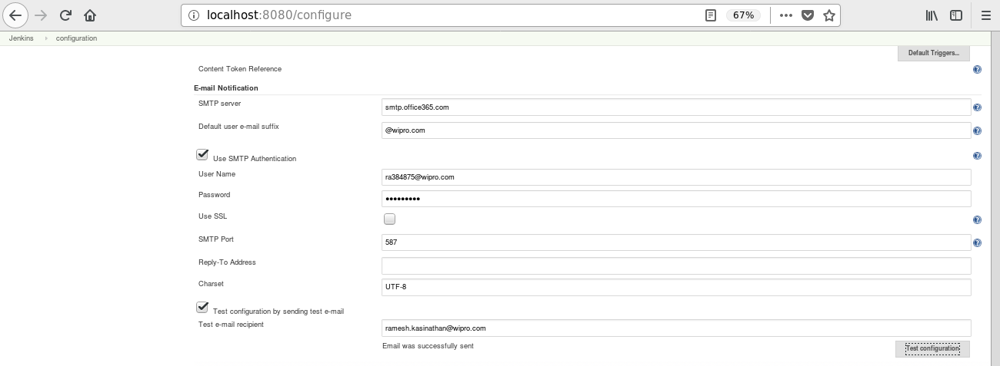 localhost:8080/configure
67%
Jenkins
configuration
Default Triggers...
Content Token Reference
E-mail Notification
SMTP server
smtp.office365.com
Default user e-mail suffix
@wipro.com
Use SMTP Authentication
User Name
ra384875@wipro.com
Password
•••••••••
Use SSL
SMTP Port
587
Reply-To Address
Charset
UTF-8
Test configuration by sending test e-mail
Test e-mail recipient
ramesh.kasinathan@wipro.com
Email was successfully sent
Test configuration